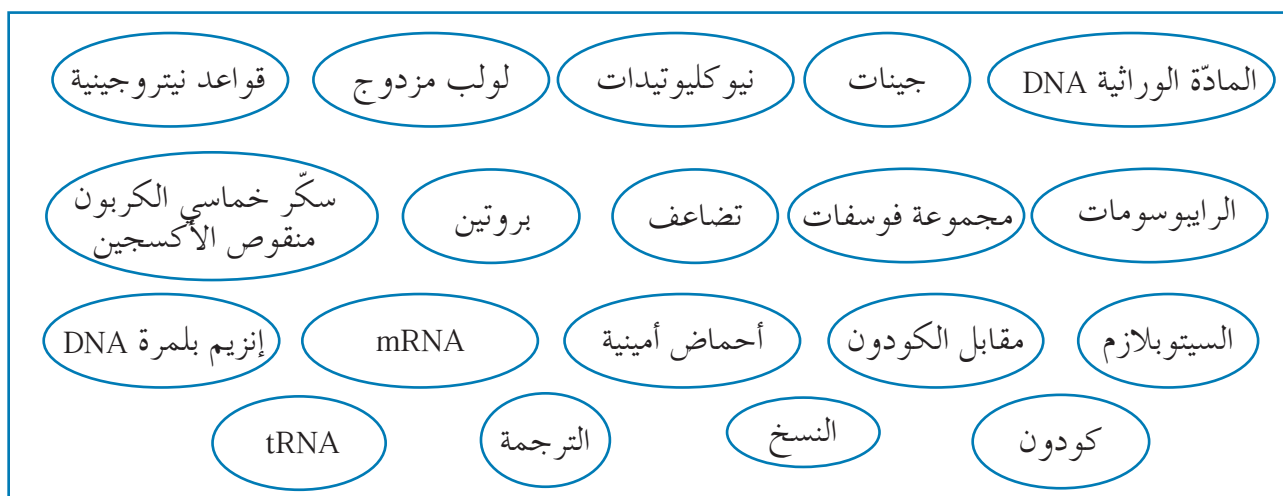 المادّة الوراثية DNA
جينات
نيوكليوتيدات
لولب مزدوج
قواعد نيتروجينية
الرايبوسومات
مجموعة فوسفات
تضاعف
بروتين
سكّر خماسي الكربون
منقوص الأكسجين
السيتوبلازم
مقابل الكودون
أحماض أمينية
mRNA
إنزيم بلمرة DNA
كودون
النسخ
الترجمة
tRNA